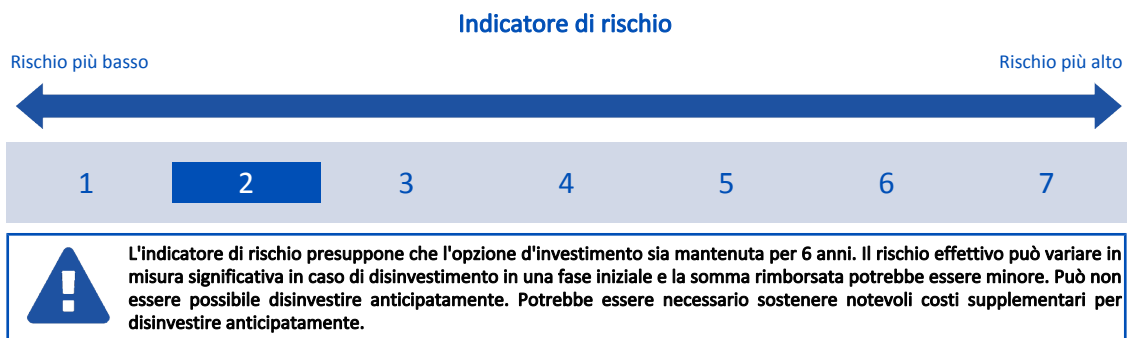 Indicatore di rischio
Rischio più basso
Rischio più alto
1 2 3 4 5 6 7
L'indicatore di rischio presuppone che l'opzione d'investimento sia mantenuta per 6 anni. Il rischio effettivo può variare in
misura significativa in caso di disinvestimento in una fase iniziale e la somma rimborsata potrebbe essere minore. Può non
essere possibile disinvestire anticipatamente. Potrebbe essere necessario sostenere notevoli costi supplementari per
disinvestire anticipatamente.